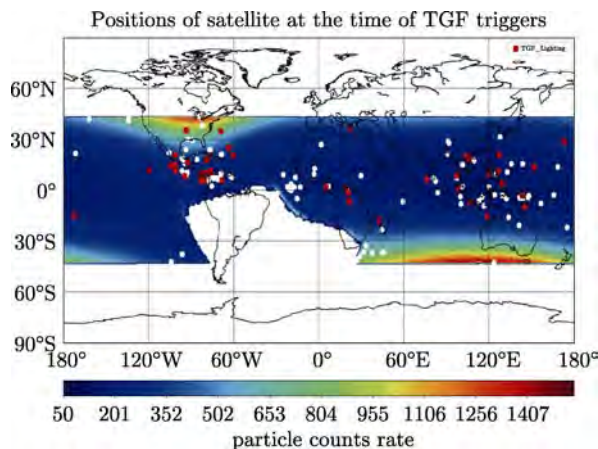 Positions of satellite at the time of TGF triggers
TGF_Lighting
60°N
30°N
0°
30°S
60°S
90°S
180° 120°W 60°W 0° 60°E 120°E 180°
50 201 352 502 653 804 955 1106 1256 1407
particle counts rate